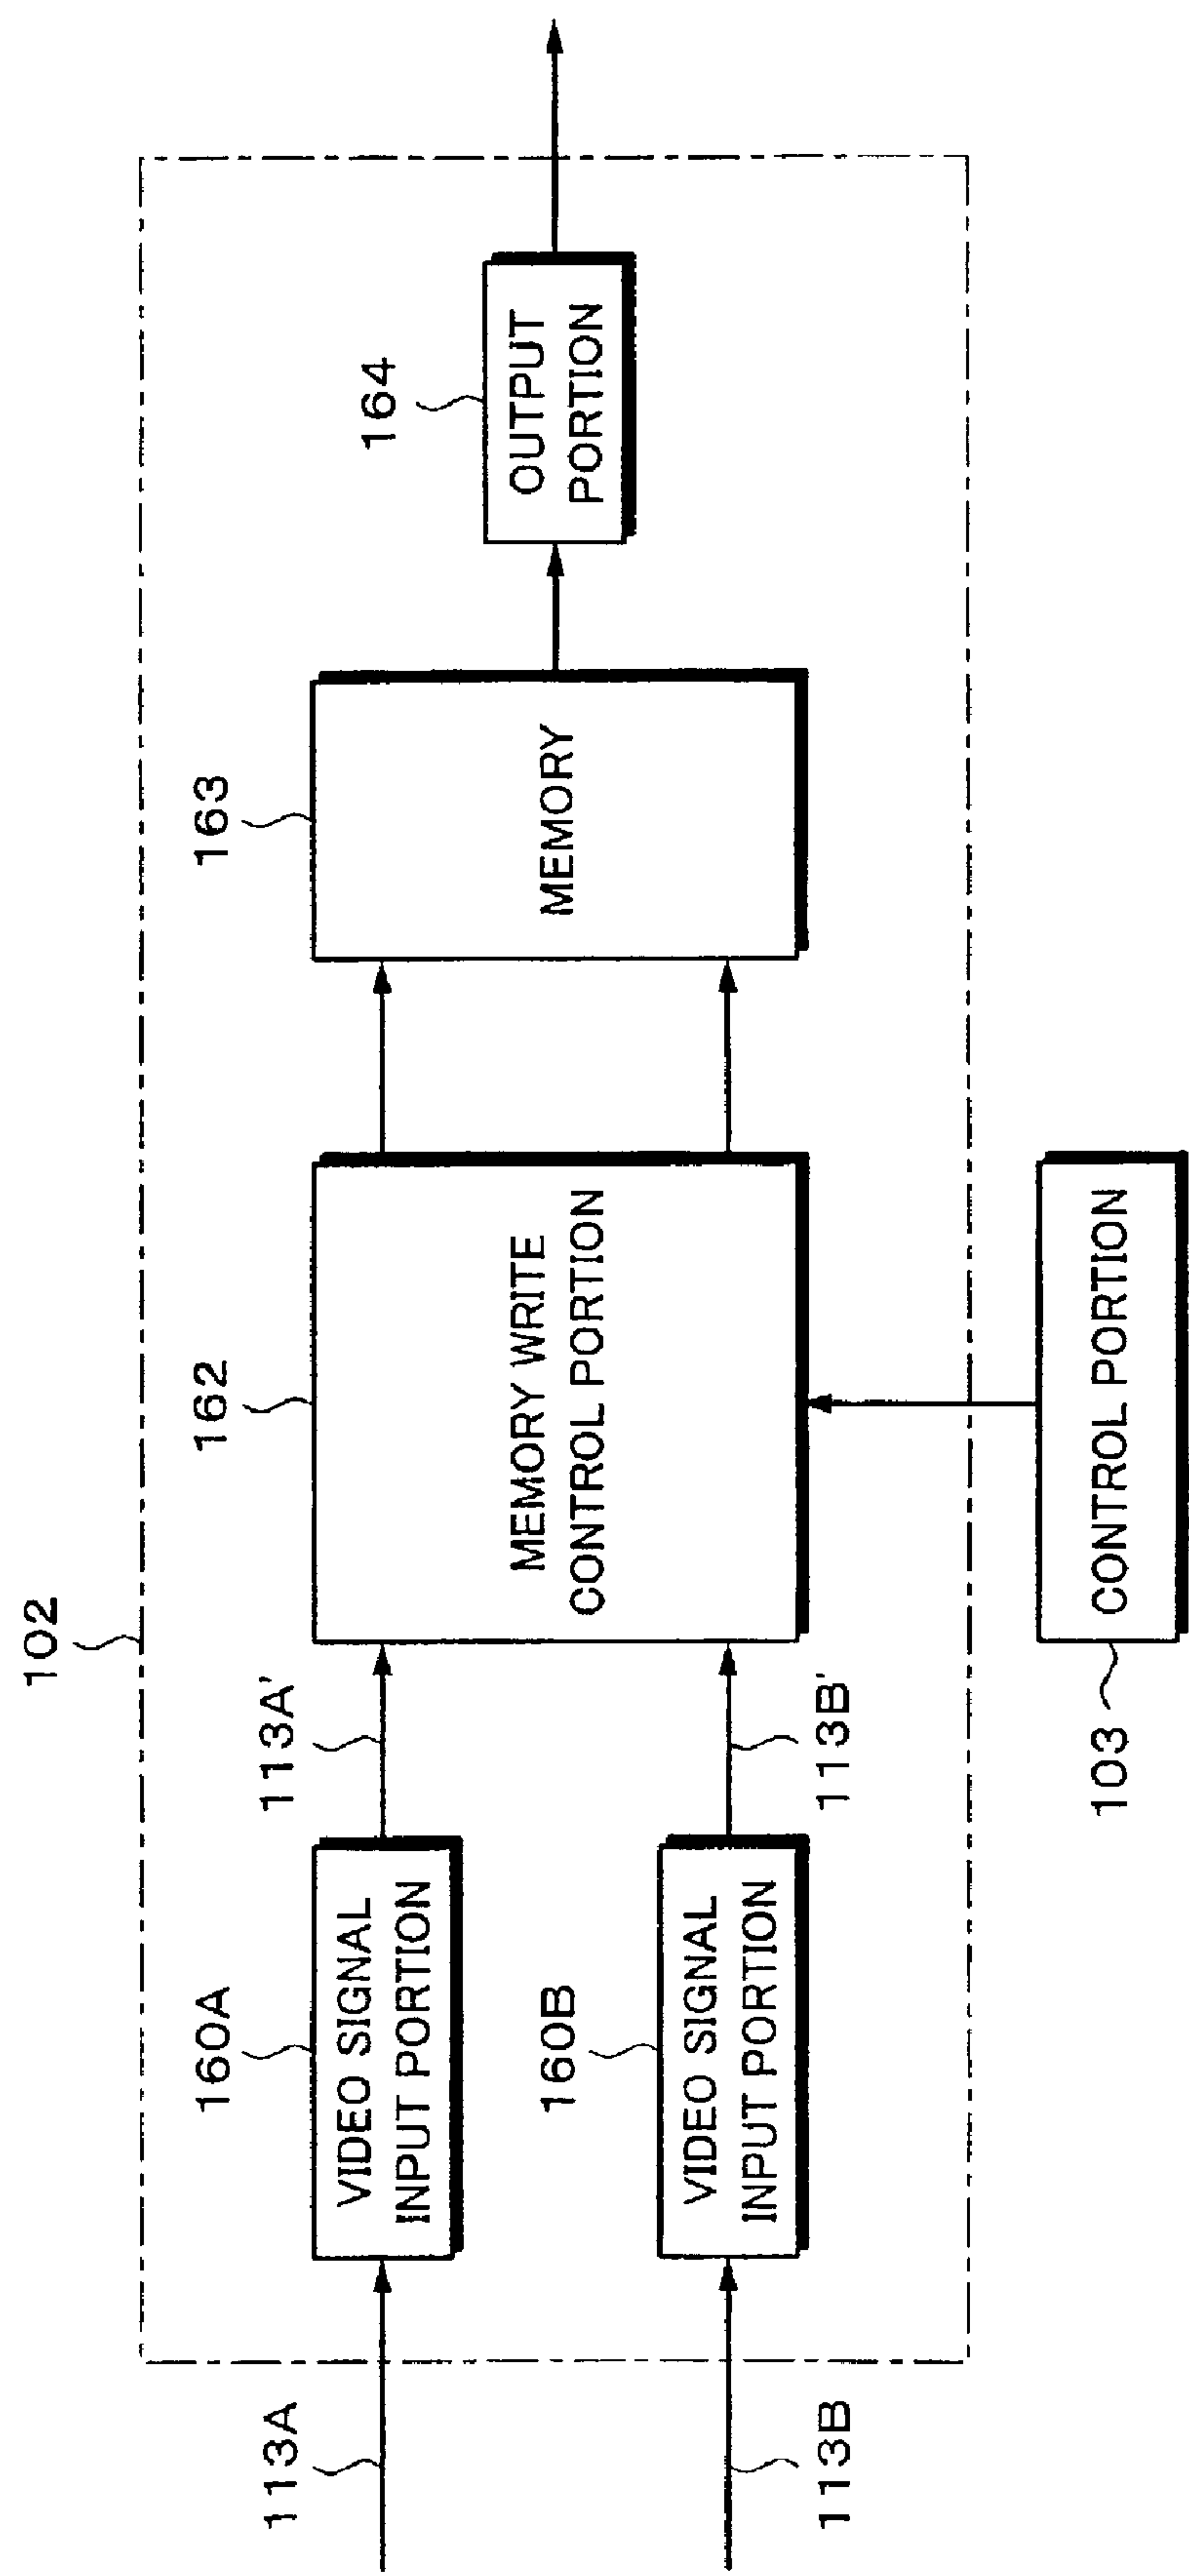 102
113A
160A
VIDEO SIGNAL
INPUT PORTION
113A'
162
MEMORY WRITE
CONTROL PORTION
163
MEMORY
164
OUTPUT
PORTION
113B
160B
VIDEO SIGNAL
INPUT PORTION
113B'
103
CONTROL PORTION